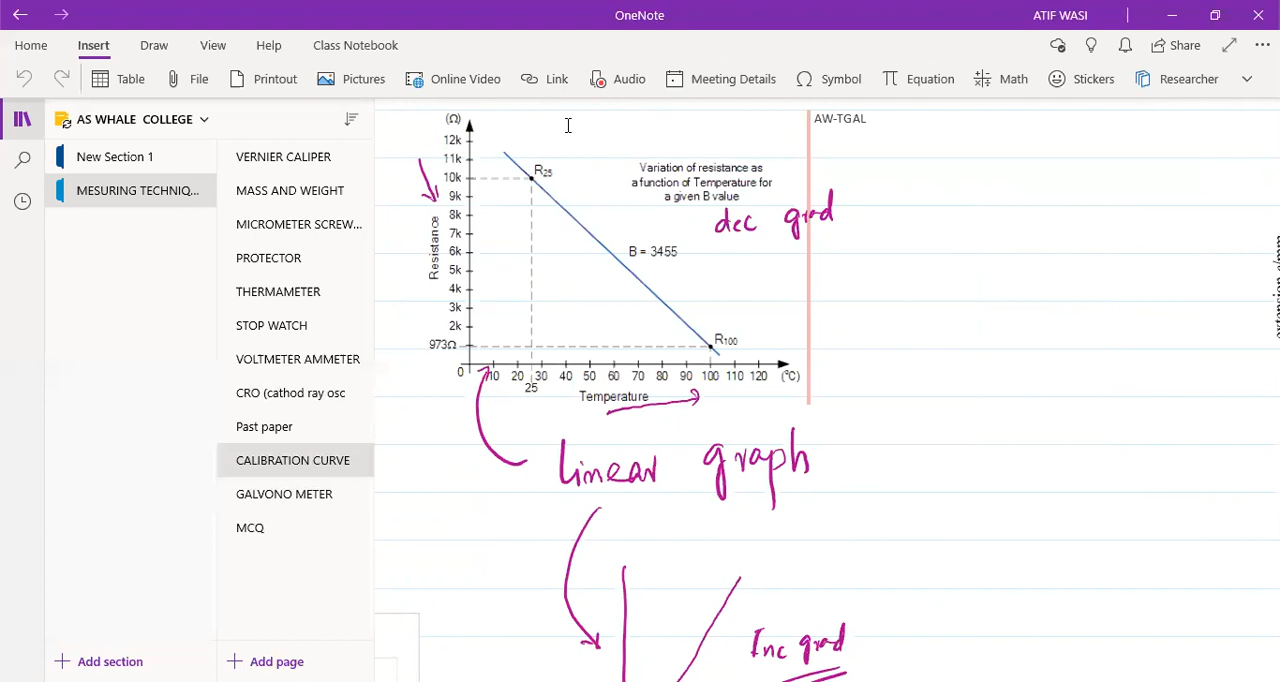 OneNote
ATIF WASI
Home Insert Draw View Help Class Notebook
Share
Table File Printout Pictures Online Video Link Audio Meeting Details Symbol Equation Math Stickers Researcher
AS WHALE COLLEGE
New Section 1
MESURING TECHNIQ...
Add section
VERNIER CALIPER
MASS AND WEIGHT
MICROMETER SCREW...
PROTECTOR
THERMAMETER
STOP WATCH
VOLTMETER AMMETER
CRO (cathod ray osc
Past paper
CALIBRATION CURVE
GALVONO METER
MCQ
Add page
AW-TGAL
(Ω)
12k
11k
10k
9k
8k
7k
6k
5k
4k
3k
2k
973Ω
Resistance
R25
Variation of resistance as
a function of Temperature for
a given B value
dec grad
B = 3455
R100
0 10 20 30 40 50 60 70 80 90 100 110 120 (°C)
25
Temperature
linear graph
Inc grad
extension e/mm